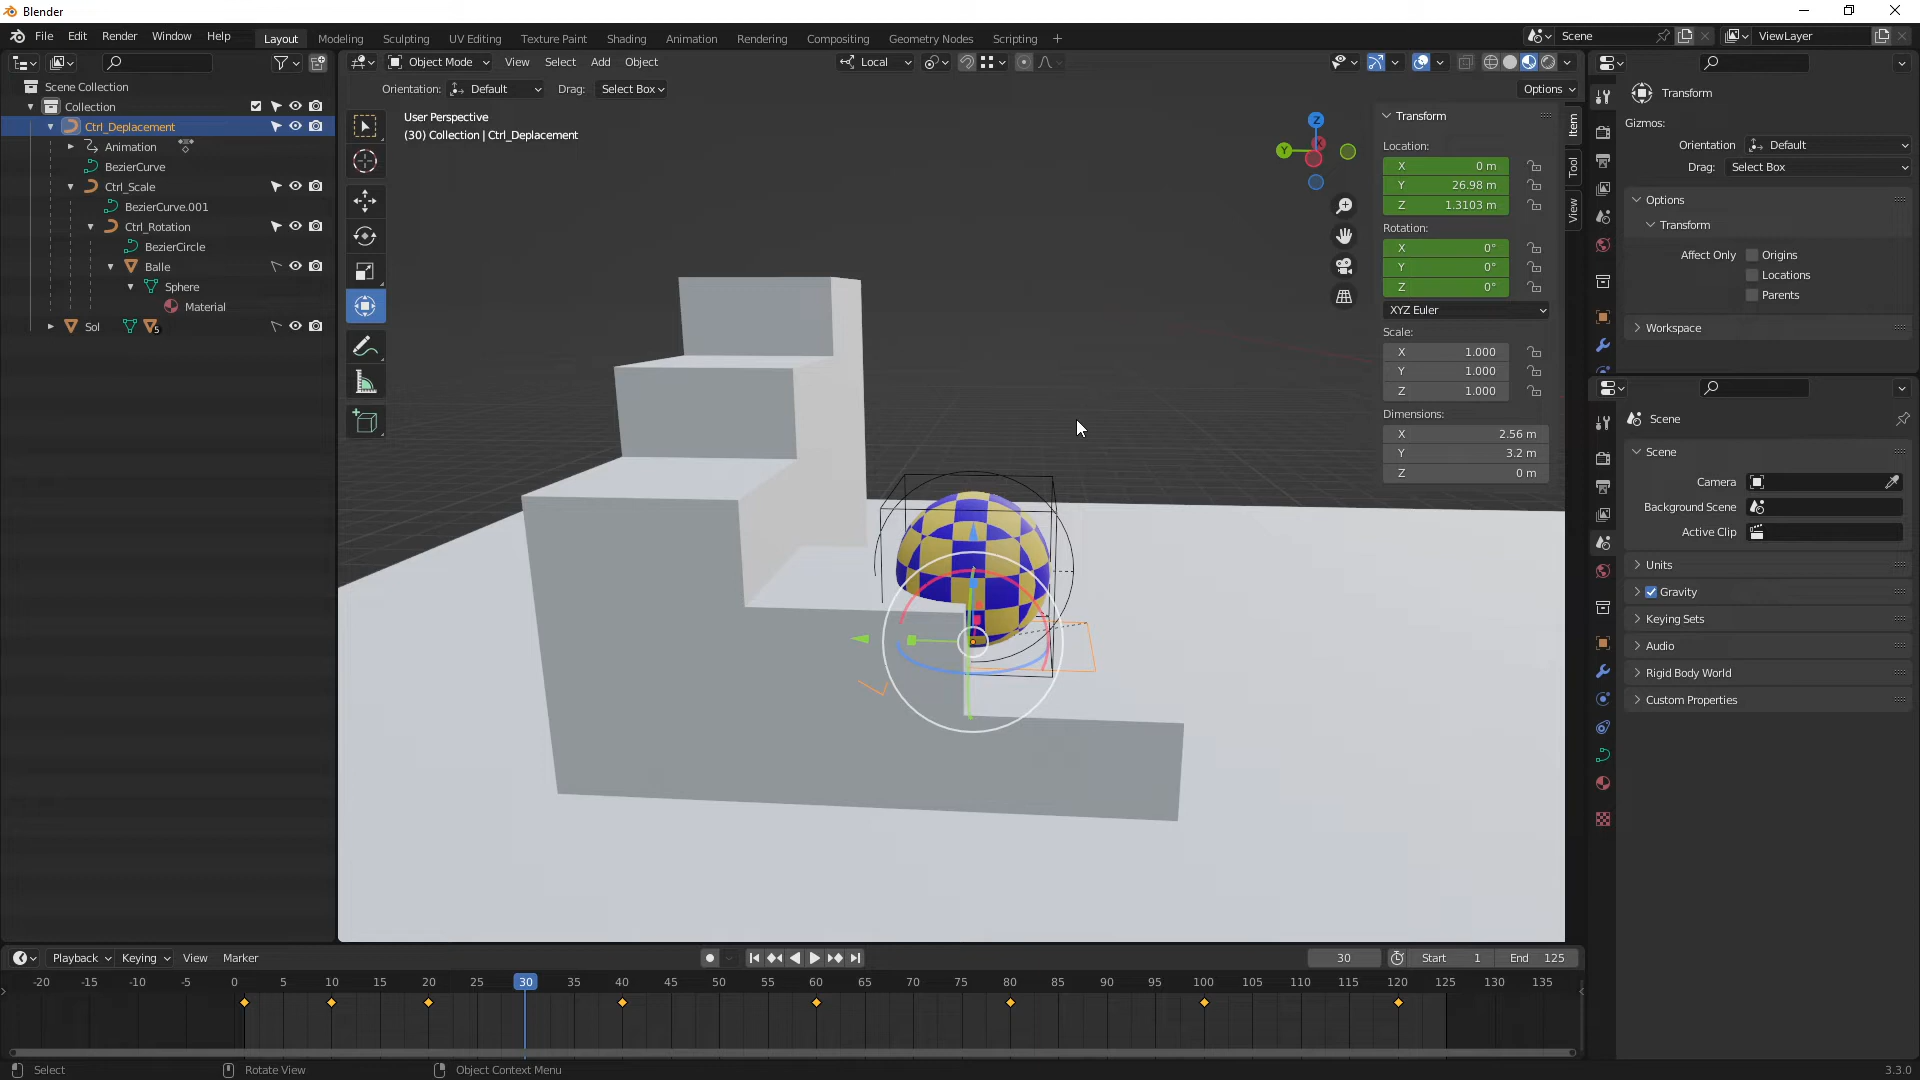 Blender
File Edit Render Window Help
Layout Modeling Sculpting UV Editing Texture Paint Shading Animation Rendering Compositing Geometry Nodes Scripting +
Scene
ViewLayer
Object Mode View Select Add Object
Local
Orientation: Default Drag: Select Box
Options
Scene Collection
Collection
Ctrl_Deplacement
Animation
BezierCurve
Ctrl_Scale
BezierCurve.001
Ctrl_Rotation
BezierCircle
Balle
Sphere
Material
Sol
5
User Perspective
(30) Collection | Ctrl_Deplacement
Z
X
Y
Transform
Location:
X 0 m
Y 26.98 m
Z 1.3103 m
Rotation:
X 0°
Y 0°
Z 0°
XYZ Euler
Scale:
X 1.000
Y 1.000
Z 1.000
Dimensions:
X 2.56 m
Y 3.2 m
Z 0 m
Item
Tool
View
Transform
Gizmos:
Orientation Default
Drag: Select Box
Options
Transform
Affect Only Origins
Locations
Parents
Workspace
Scene
Scene
Camera
Background Scene
Active Clip
Units
Gravity
Keying Sets
Audio
Rigid Body World
Custom Properties
Playback Keying View Marker
30
Start 1
End 125
-20 -15 -10 -5 0 5 10 15 20 25 30 35 40 45 50 55 60 65 70 75 80 85 90 95 100 105 110 115 120 125 130 135
Select
Rotate View
Object Context Menu
3.3.0